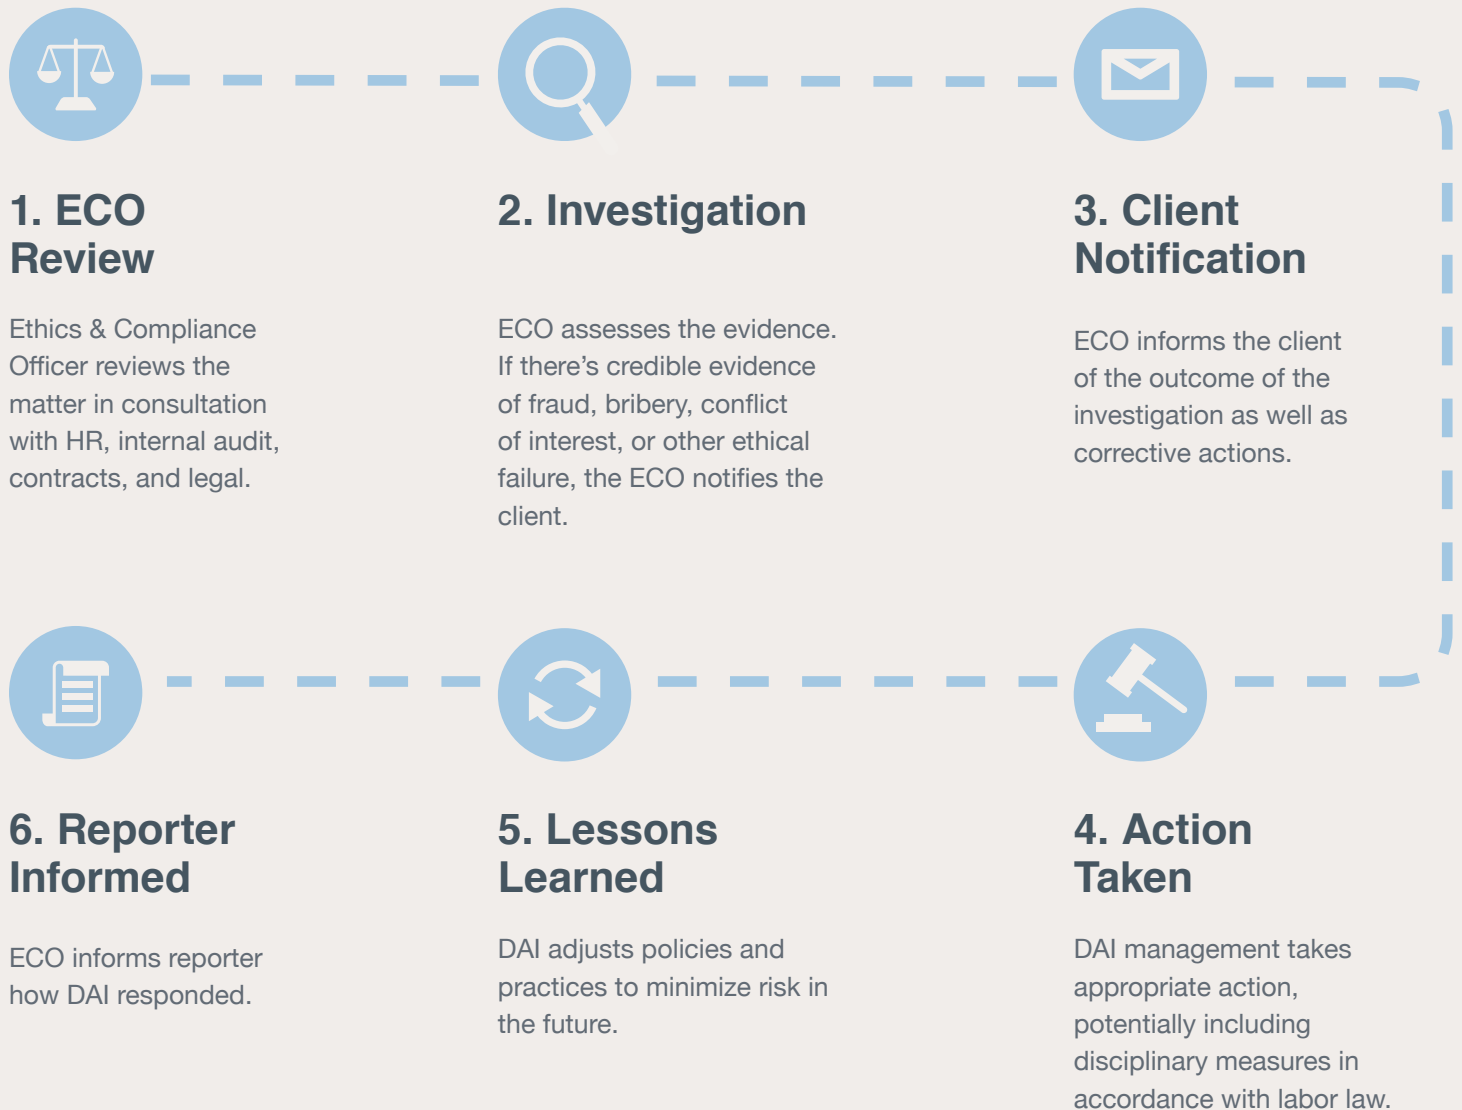 1. ECO
Review
Ethics & Compliance
Officer reviews the
matter in consultation
with HR, internal audit,
contracts, and legal.
2. Investigation
ECO assesses the evidence.
If there’s credible evidence
of fraud, bribery, conflict
of interest, or other ethical
failure, the ECO notifies the
client.
3. Client
Notification
ECO informs the client
of the outcome of the
investigation as well as
corrective actions.
4. Action
Taken
DAI management takes
appropriate action,
potentially including
disciplinary measures in
accordance with labor law.
5. Lessons
Learned
DAI adjusts policies and
practices to minimize risk in
the future.
6. Reporter
Informed
ECO informs reporter
how DAI responded.